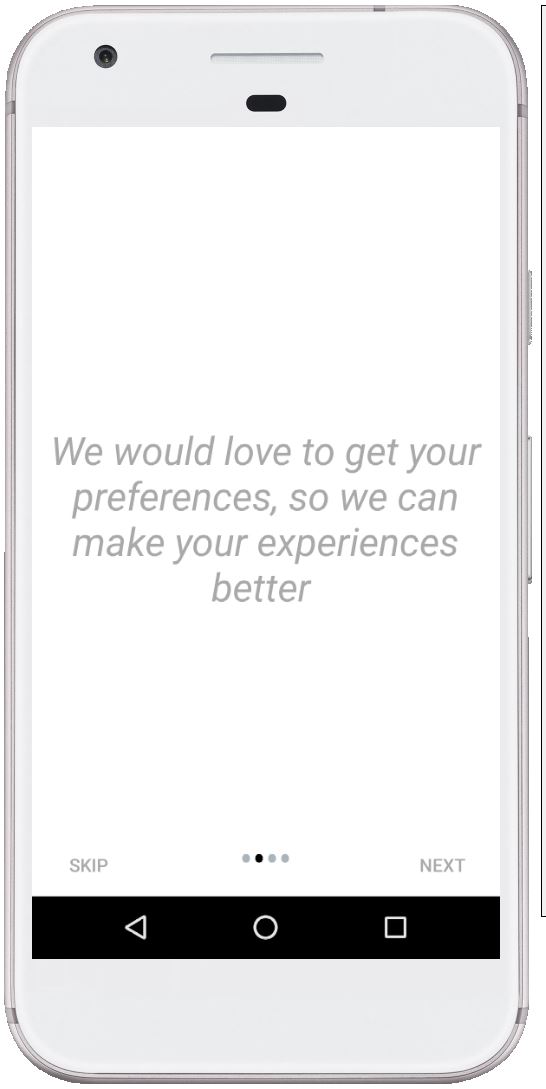 We would love to get your
preferences, so we can
make your experiences
better
SKIP
NEXT